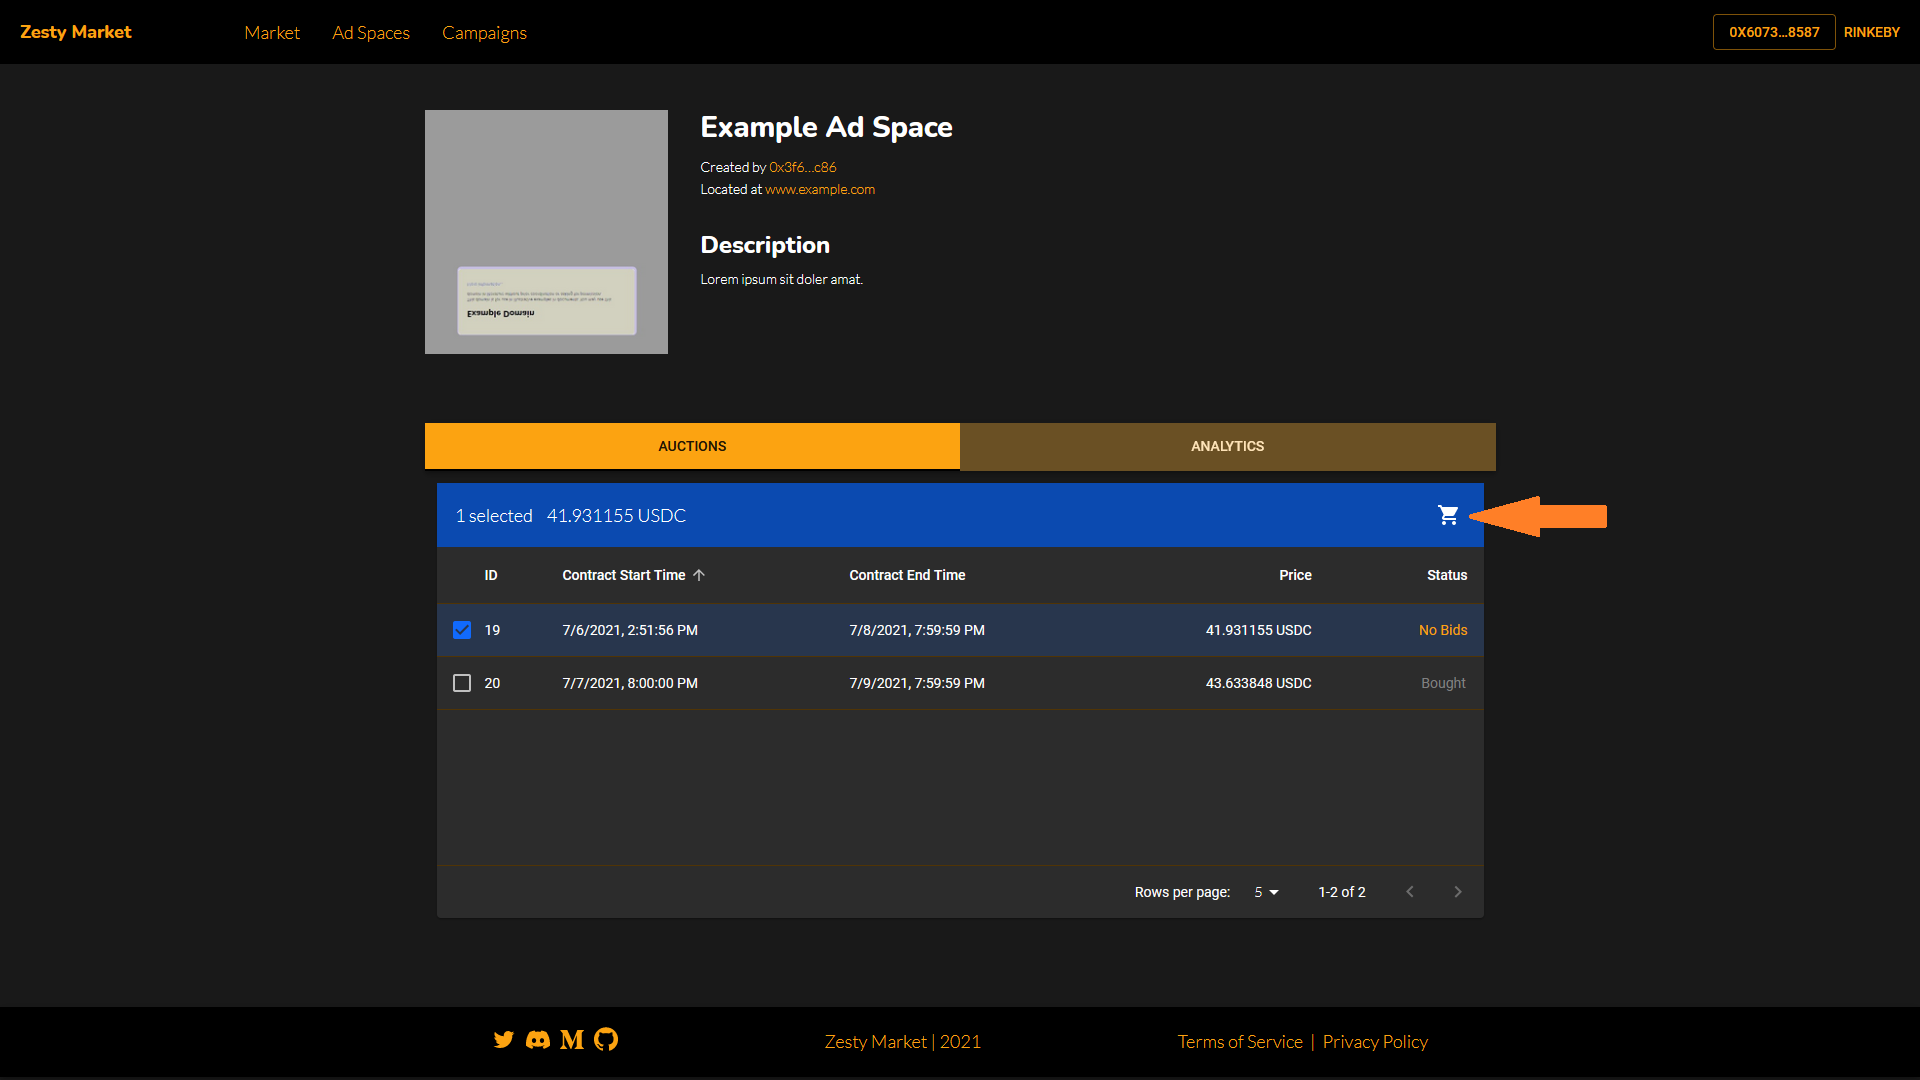 Zesty Market
Market
Ad Spaces
Campaigns
0X6073...8587
RINKEBY
Example Ad Space
Created by 0x3f6...c86
Located at www.example.com
Description
Lorem ipsum sit doler amat.
Example Domain
AUCTIONS
ANALYTICS
1 selected 41.931155 USDC
ID Contract Start Time Contract End Time Price Status
19 7/6/2021, 2:51:56 PM 7/8/2021, 7:59:59 PM 41.931155 USDC No Bids
20 7/7/2021, 8:00:00 PM 7/9/2021, 7:59:59 PM 43.633848 USDC Bought
Rows per page: 5 1-2 of 2
Zesty Market | 2021
Terms of Service | Privacy Policy